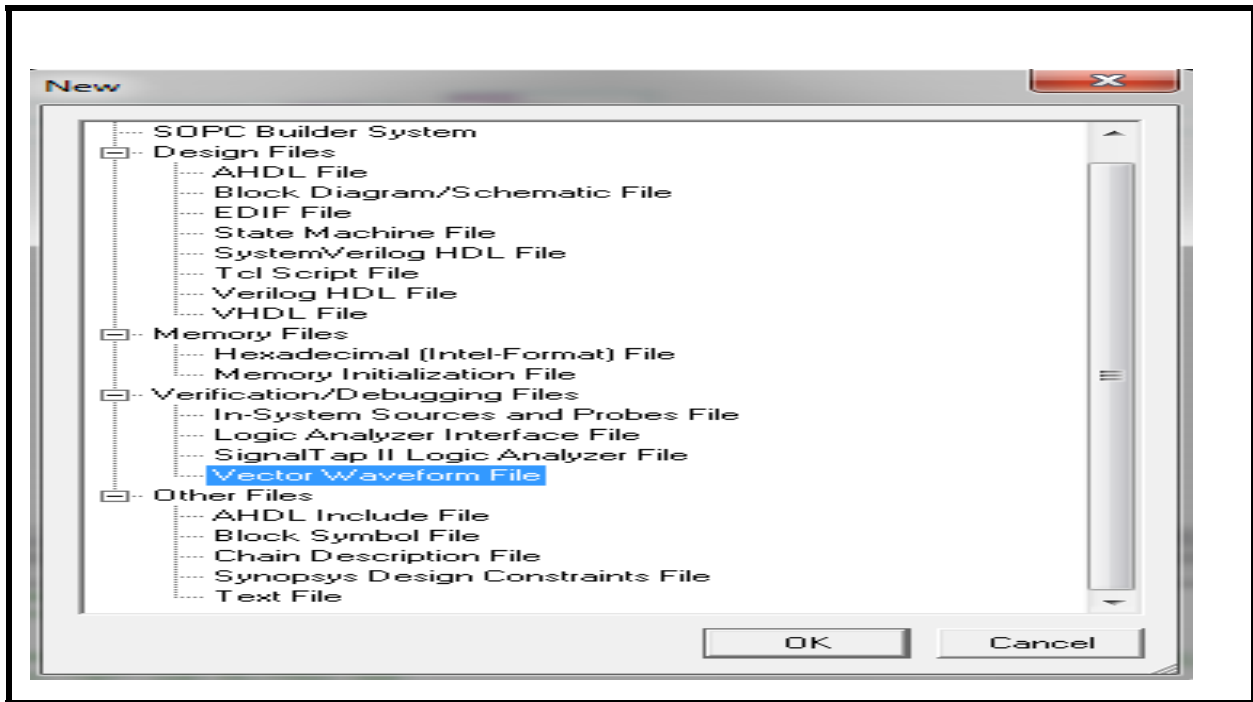 New
SOPC Builder System
Design Files
AHDL File
Block Diagram/Schematic File
EDIF File
State Machine File
SystemVerilog HDL File
Tcl Script File
Verilog HDL File
VHDL File
Memory Files
Hexadecimal (Intel-Format) File
Memory Initialization File
Verification/Debugging Files
In-System Sources and Probes File
Logic Analyzer Interface File
SignalTap II Logic Analyzer File
Vector Waveform File
Other Files
AHDL Include File
Block Symbol File
Chain Description File
Synopsys Design Constraints File
Text File
OK Cancel